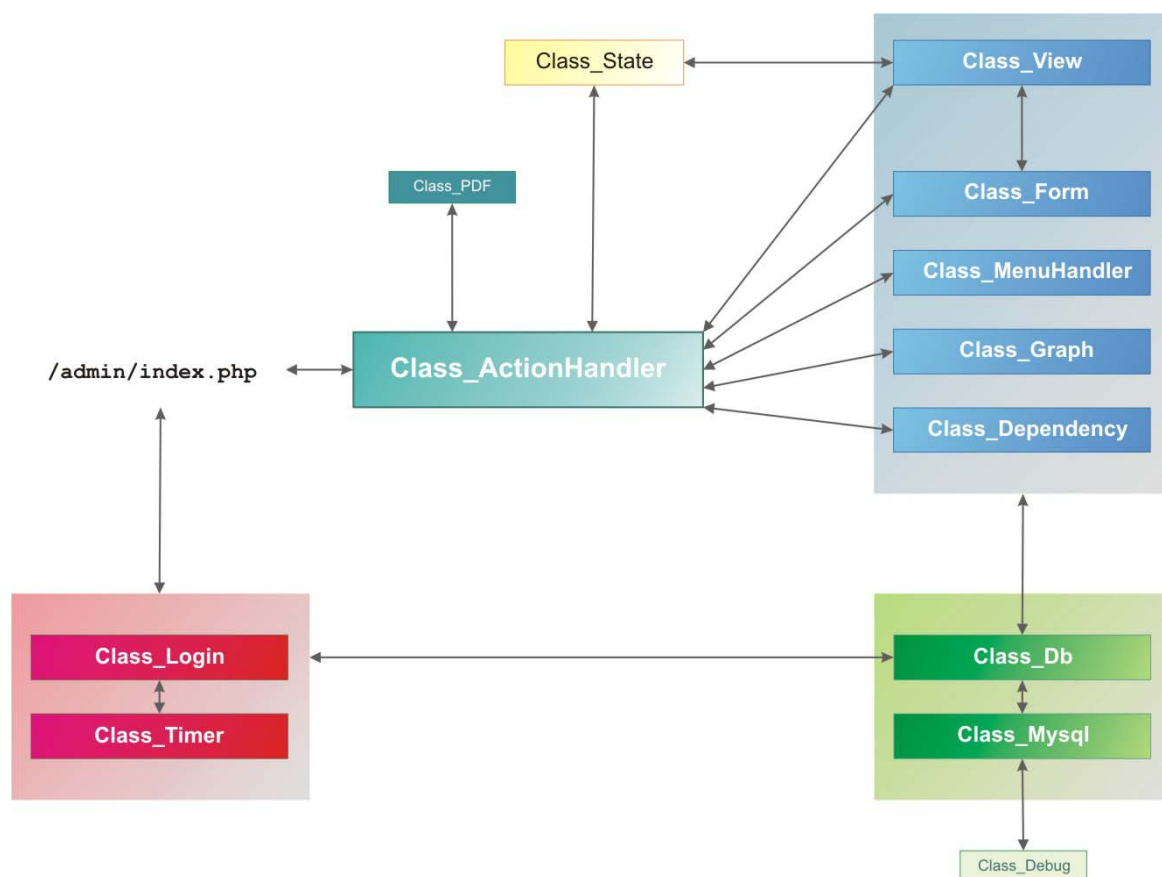 Class_State
Class_View
Class_PDF
Class_Form
Class_MenuHandler
Class_Graph
/admin/index.php
Class_ActionHandler
Class_Dependency
Class_Login
Class_Db
Class_Timer
Class_Mysql
Class_Debug